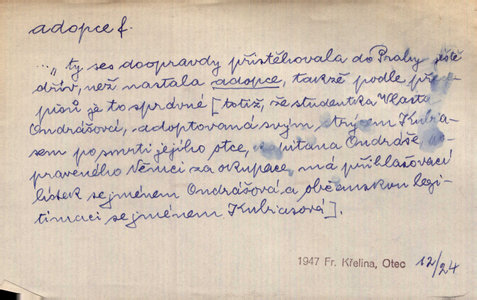 adopce f.
... „ ty ses doopravdy přistěhovala do Prahy ještě
dřív, než nastala adopce, takže podle před-
pisů je to správné [totiž, že studentka Vlasta
Ondrášová, adoptovaná svým strýcem Kubia-
sem po smrti jejího otce, kapitána Ondráše, po-
praveného Němci za okupace, má přihlašovací
lístek se jménem Ondrášová a občanskou legi-
timaci se jménem Kubiasová].
1947 Fr. Křelina, Otec 12/24